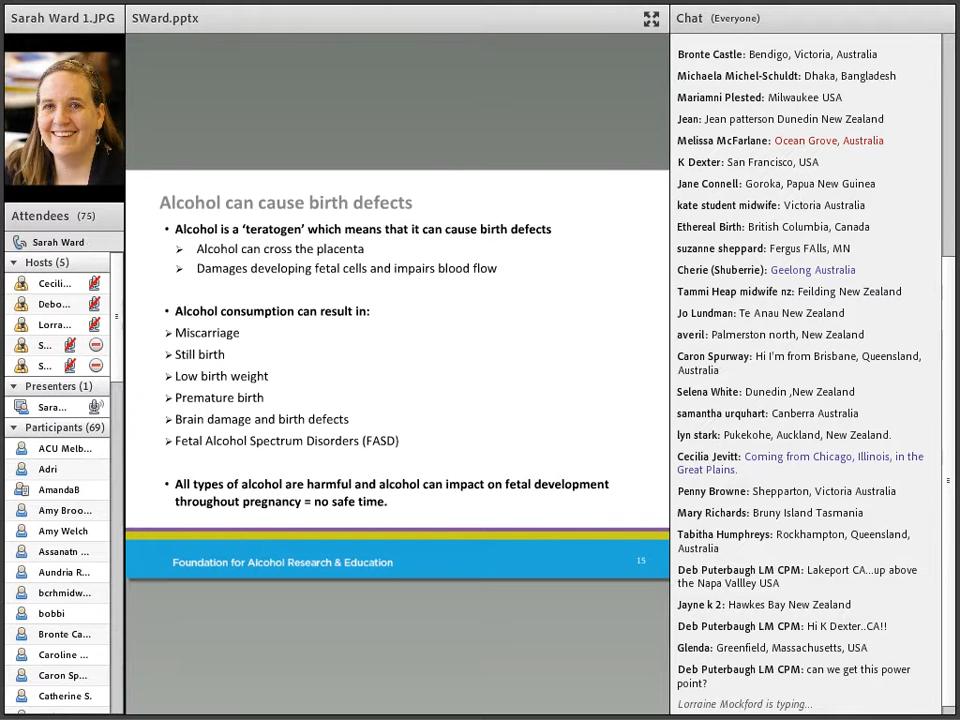 Sarah Ward 1.JPG
Attendees (75)
Sarah Ward
Hosts (5)
Cecili...
Debo...
Lorra...
S...
S...
Presenters (1)
Sara...
Participants (69)
ACU Melb...
Adri
AmandaB
Amy Broo...
Amy Welch
Assanatn ...
Aundria R...
bcrhmidw...
bobbi
Bronte Ca...
Caroline ...
Caron Sp...
Catherine S.
SWard.pptx
Alcohol can cause birth defects
• Alcohol is a ‘teratogen’ which means that it can cause birth defects
➢ Alcohol can cross the placenta
➢ Damages developing fetal cells and impairs blood flow
• Alcohol consumption can result in:
➢ Miscarriage
➢ Still birth
➢ Low birth weight
➢ Premature birth
➢ Brain damage and birth defects
➢ Fetal Alcohol Spectrum Disorders (FASD)
• All types of alcohol are harmful and alcohol can impact on fetal development
throughout pregnancy = no safe time.
Foundation for Alcohol Research & Education
15
Chat (Everyone)
Bronte Castle: Bendigo, Victoria, Australia
Michaela Michel-Schuldt: Dhaka, Bangladesh
Mariamni Plested: Milwaukee USA
Jean: Jean patterson Dunedin New Zealand
Melissa McFarlane: Ocean Grove, Australia
K Dexter: San Francisco, USA
Jane Connell: Goroka, Papua New Guinea
kate student midwife: Victoria Australia
Ethereal Birth: British Columbia, Canada
suzanne sheppard: Fergus FAlls, MN
Cherie (Shuberrie): Geelong Australia
Tammi Heap midwife nz: Feilding New Zealand
Jo Lundman: Te Anau New Zealand
averil: Palmerston north, New Zealand
Caron Spurway: Hi I'm from Brisbane, Queensland,
Australia
Selena White: Dunedin ,New Zealand
samantha urquhart: Canberra Australia
lyn stark: Pukekohe, Auckland, New Zealand.
Cecilia Jevitt: Coming from Chicago, Illinois, in the
Great Plains.
Penny Browne: Shepparton, Victoria Australia
Mary Richards: Bruny Island Tasmania
Tabitha Humphreys: Rockhampton, Queensland,
Australia
Deb Puterbaugh LM CPM: Lakeport CA...up above
the Napa Vallley USA
Jayne k 2: Hawkes Bay New Zealand
Deb Puterbaugh LM CPM: Hi K Dexter..CA!!
Glenda: Greenfield, Massachusetts, USA
Deb Puterbaugh LM CPM: can we get this power
point?
Lorraine Mockford is typing...